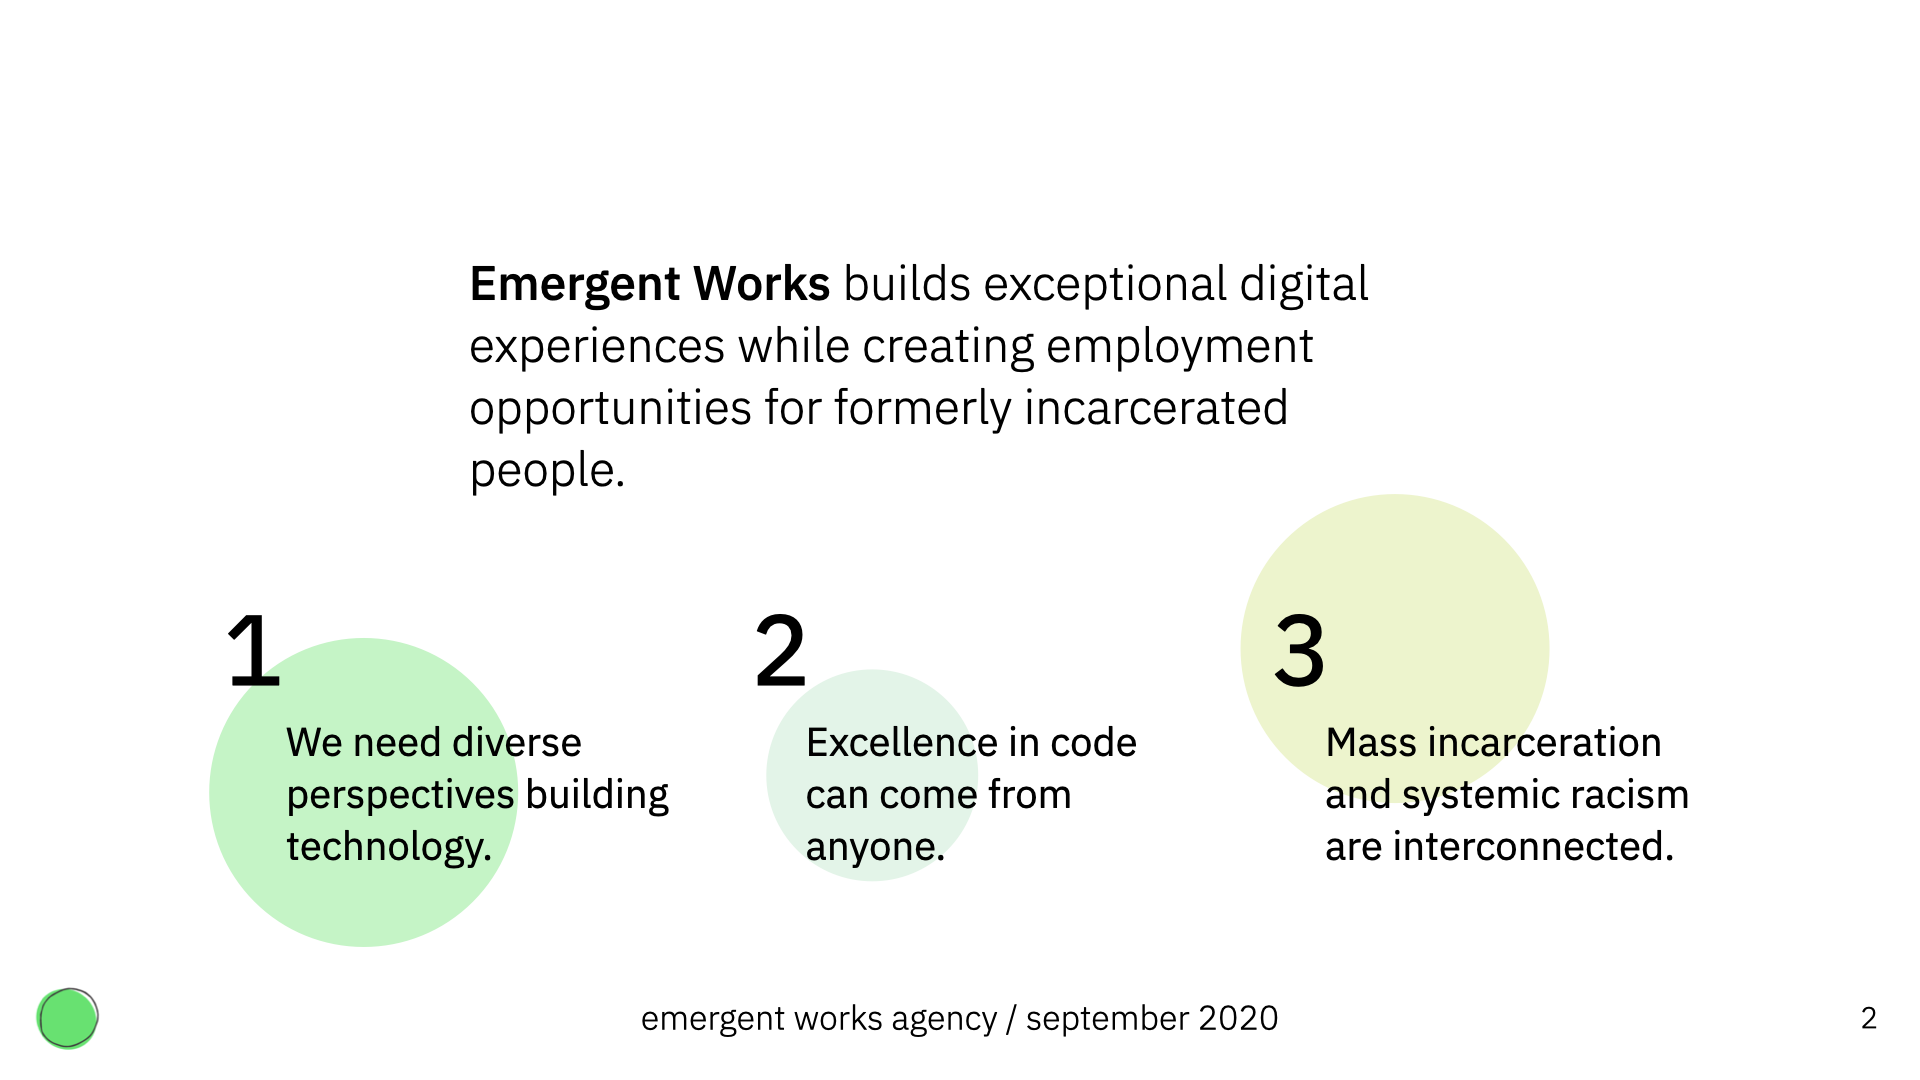 Emergent Works builds exceptional digital
experiences while creating employment
opportunities for formerly incarcerated
people.
1
We need diverse
perspectives building
technology.
2
Excellence in code
can come from
anyone.
3
Mass incarceration
and systemic racism
are interconnected.
emergent works agency / september 2020
2